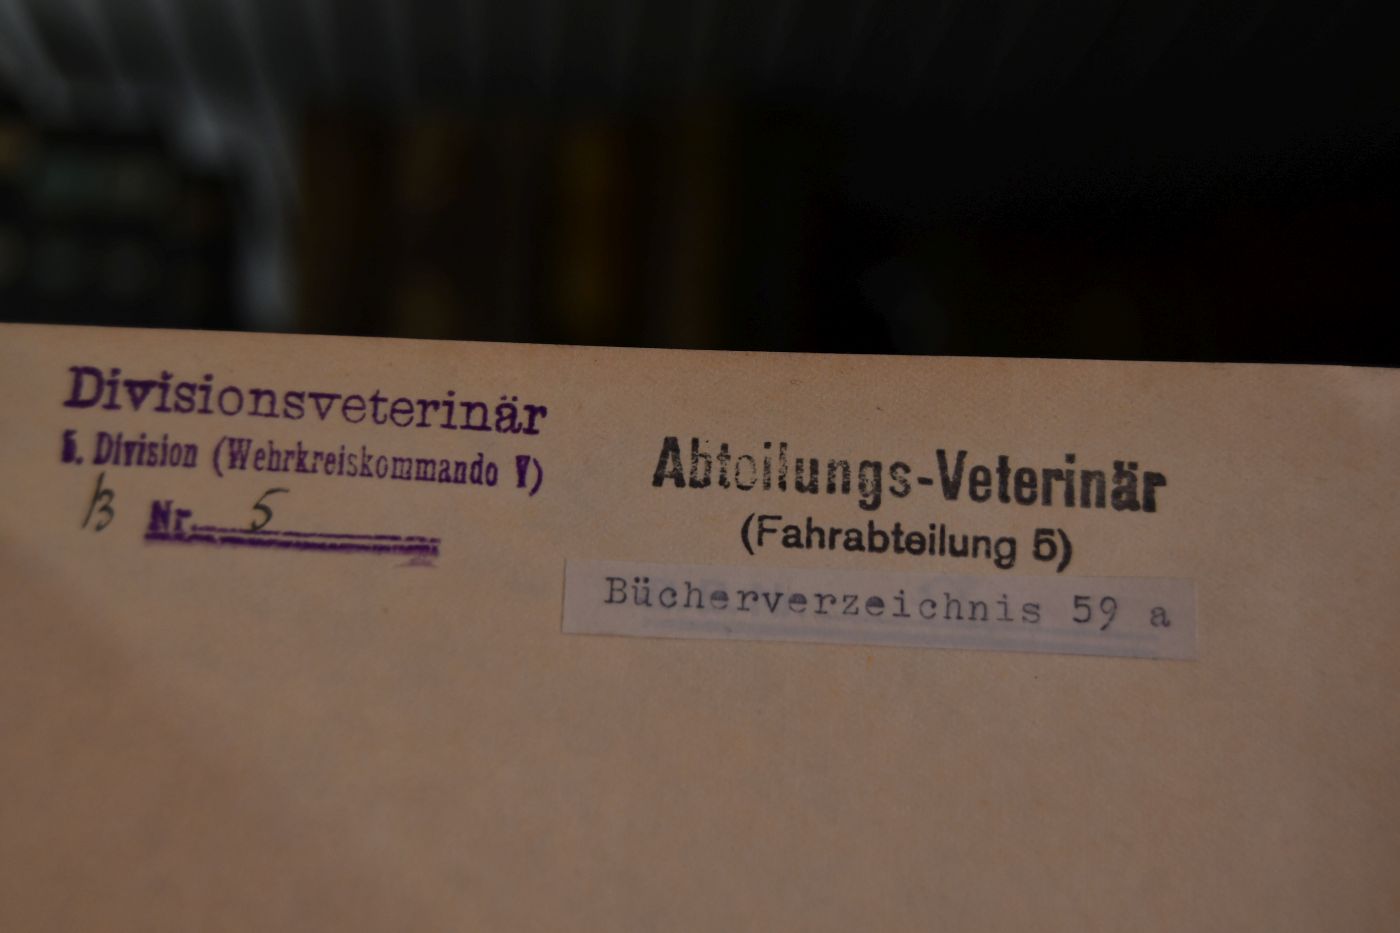 Divisionsveterinär
5. Division (Wehrkreiskommando V)
B Nr. 5
Abteilungs-Veterinär
(Fahrabteilung 5)
Bücherverzeichnis 59 a